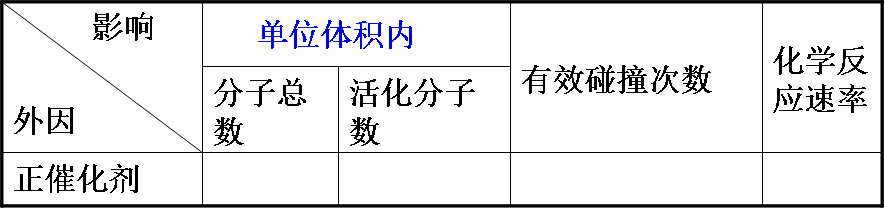 影响
外因
单位体积内
分子总
数
活化分子
数
有效碰撞次数
化学反
应速率
正催化剂